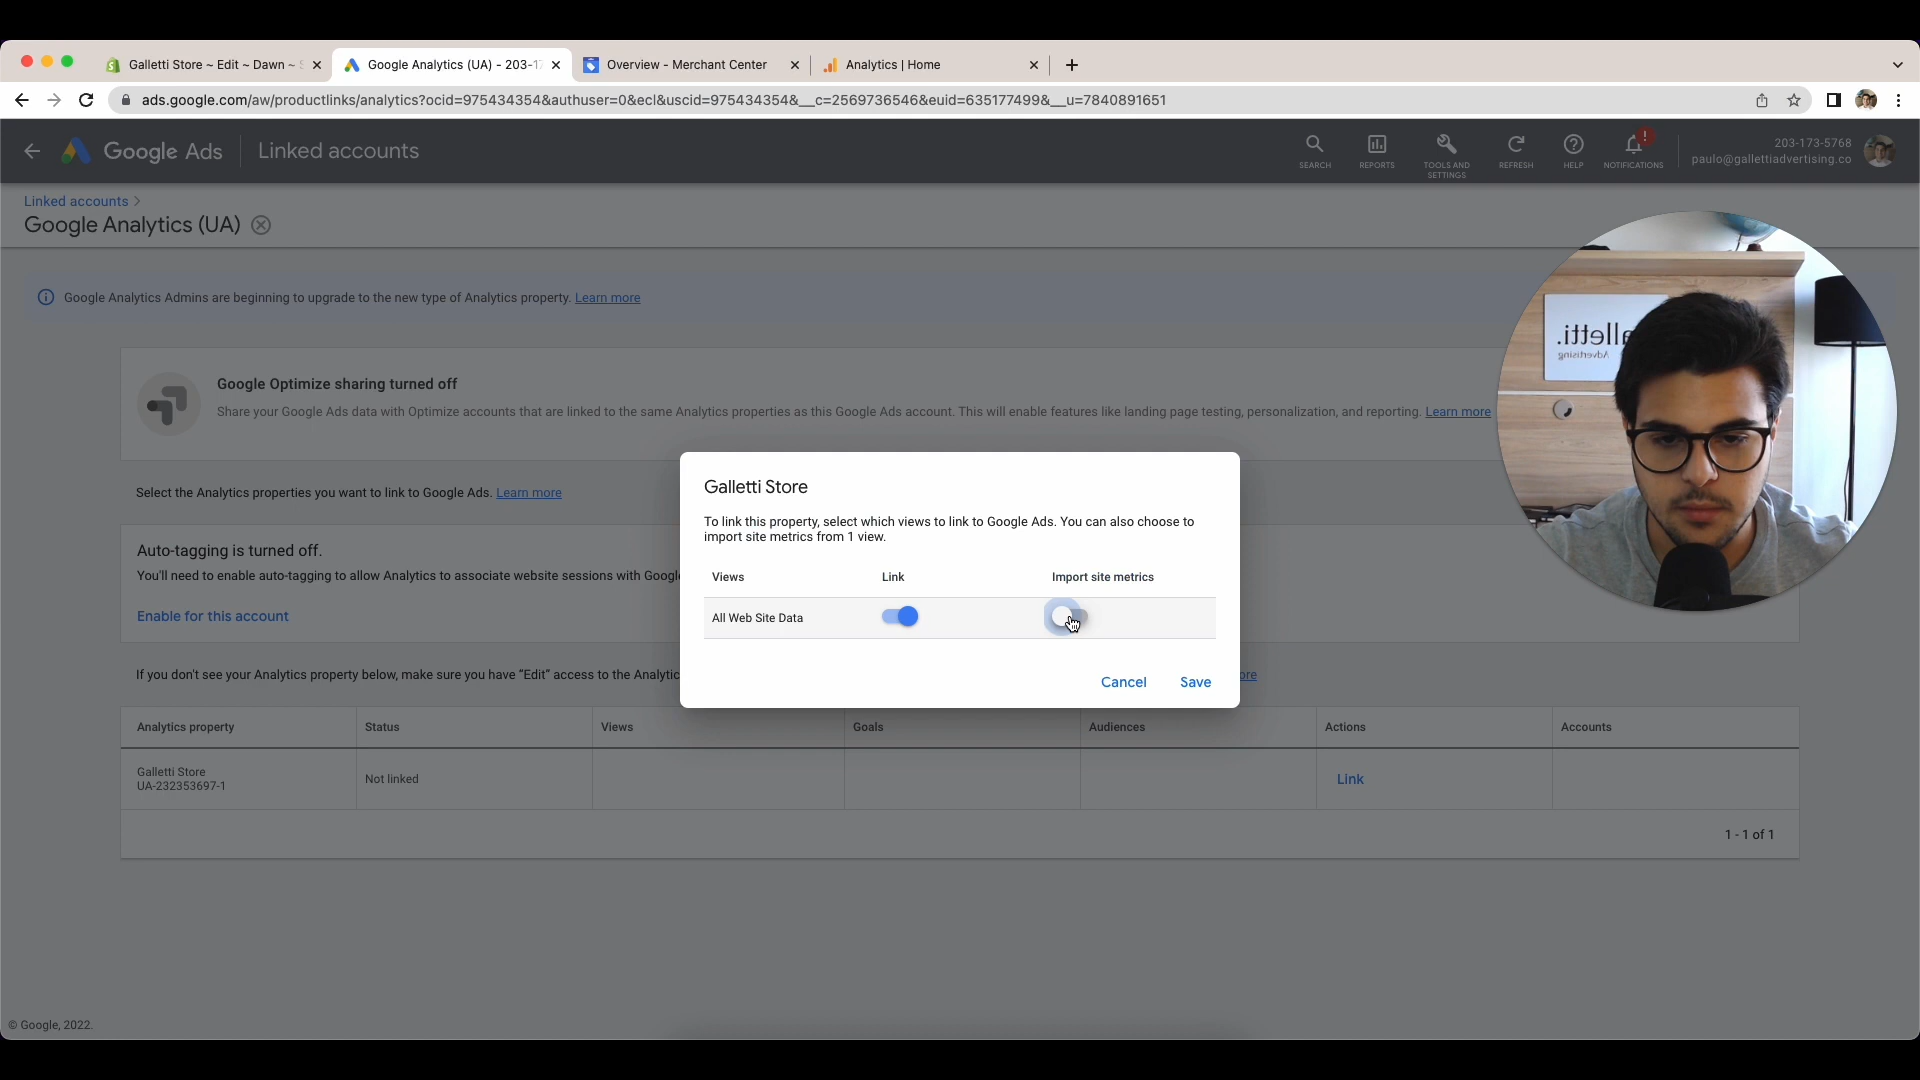 Galletti Store ~ Edit ~ Dawn ~ S
Google Analytics (UA) - 203-17
Overview - Merchant Center
Analytics | Home
ads.google.com/aw/productlinks/analytics?ocid=975434354&authuser=0&ecl&uscid=975434354&__c=2569736546&euid=635177499&__u=7840891651
Google Ads
Linked accounts
SEARCH
REPORTS
TOOLS AND
SETTINGS
REFRESH
HELP
!
NOTIFICATIONS
203-173-5768
paulo@gallettiadvertising.co
Linked accounts >
Google Analytics (UA)
Google Analytics Admins are beginning to upgrade to the new type of Analytics property. Learn more
Google Optimize sharing turned off
Share your Google Ads data with Optimize accounts that are linked to the same Analytics properties as this Google Ads account. This will enable features like landing page testing, personalization, and reporting. Learn more
alletti.
Advertising
Select the Analytics properties you want to link to Google Ads. Learn more
Auto-tagging is turned off.
You'll need to enable auto-tagging to allow Analytics to associate website sessions with Googl
Enable for this account
If you don't see your Analytics property below, make sure you have "Edit" access to the Analytic
ore
Galletti Store
To link this property, select which views to link to Google Ads. You can also choose to
import site metrics from 1 view.
Views Link Import site metrics
All Web Site Data
Cancel Save
Analytics property Status Views Goals Audiences Actions Accounts
Galletti Store
UA-232353697-1
Not linked
Link
1 - 1 of 1
© Google, 2022.